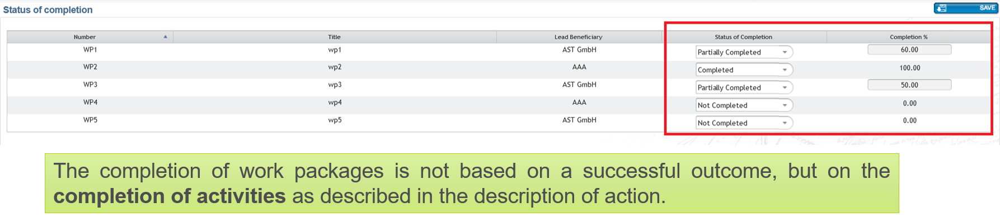 Status of completion
SAVE
Number Title Lead Beneficiary Status of Completion Completion %
WP1 wp1 AST GmbH Partially Completed 60.00
WP2 wp2 AAA Completed 100.00
WP3 wp3 AST GmbH Partially Completed 50.00
WP4 wp4 AAA Not Completed 0.00
WP5 wp5 AST GmbH Not Completed 0.00
The completion of work packages is not based on a successful outcome, but on the
completion of activities as described in the description of action.